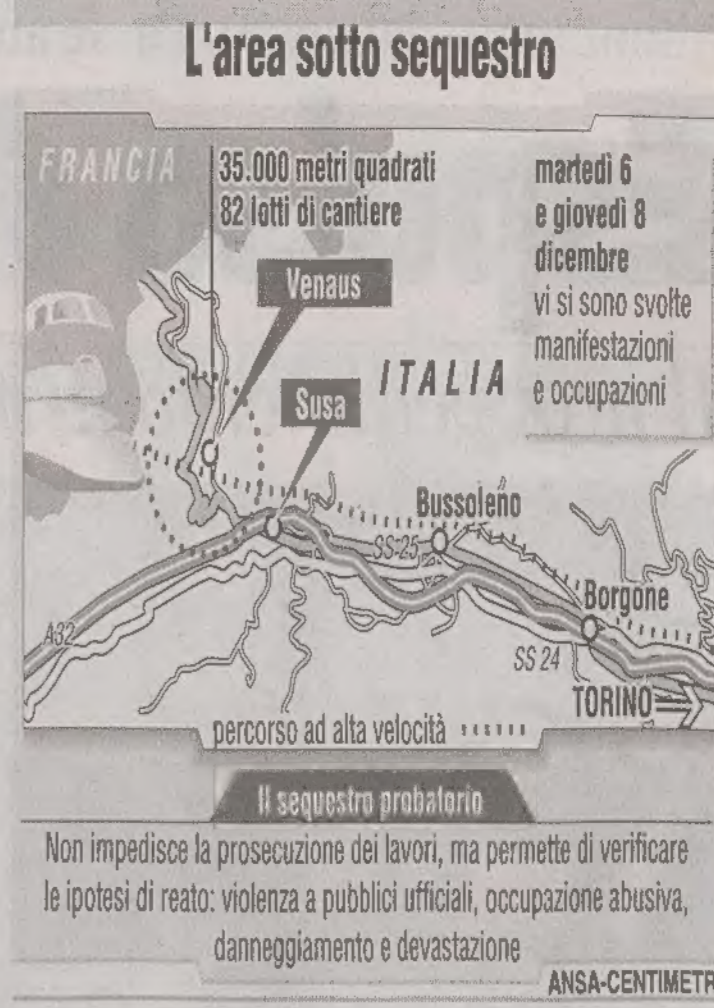 L'area sotto sequestro
FRANCIA
35.000 metri quadrati
82 lotti di cantiere
martedì 6
e giovedì 8
dicembre
vi si sono svolte
manifestazioni
e occupazioni
Venaus
ITALIA
Susa
Bussoleno
SS 25
Borgone
A32
SS 24
TORINO
percorso ad alta velocità
Il sequestro probatorio
Non impedisce la prosecuzione dei lavori, ma permette di verificare
le ipotesi di reato: violenza a pubblici ufficiali, occupazione abusiva,
danneggiamento e devastazione
ANSA-CENTIMETR